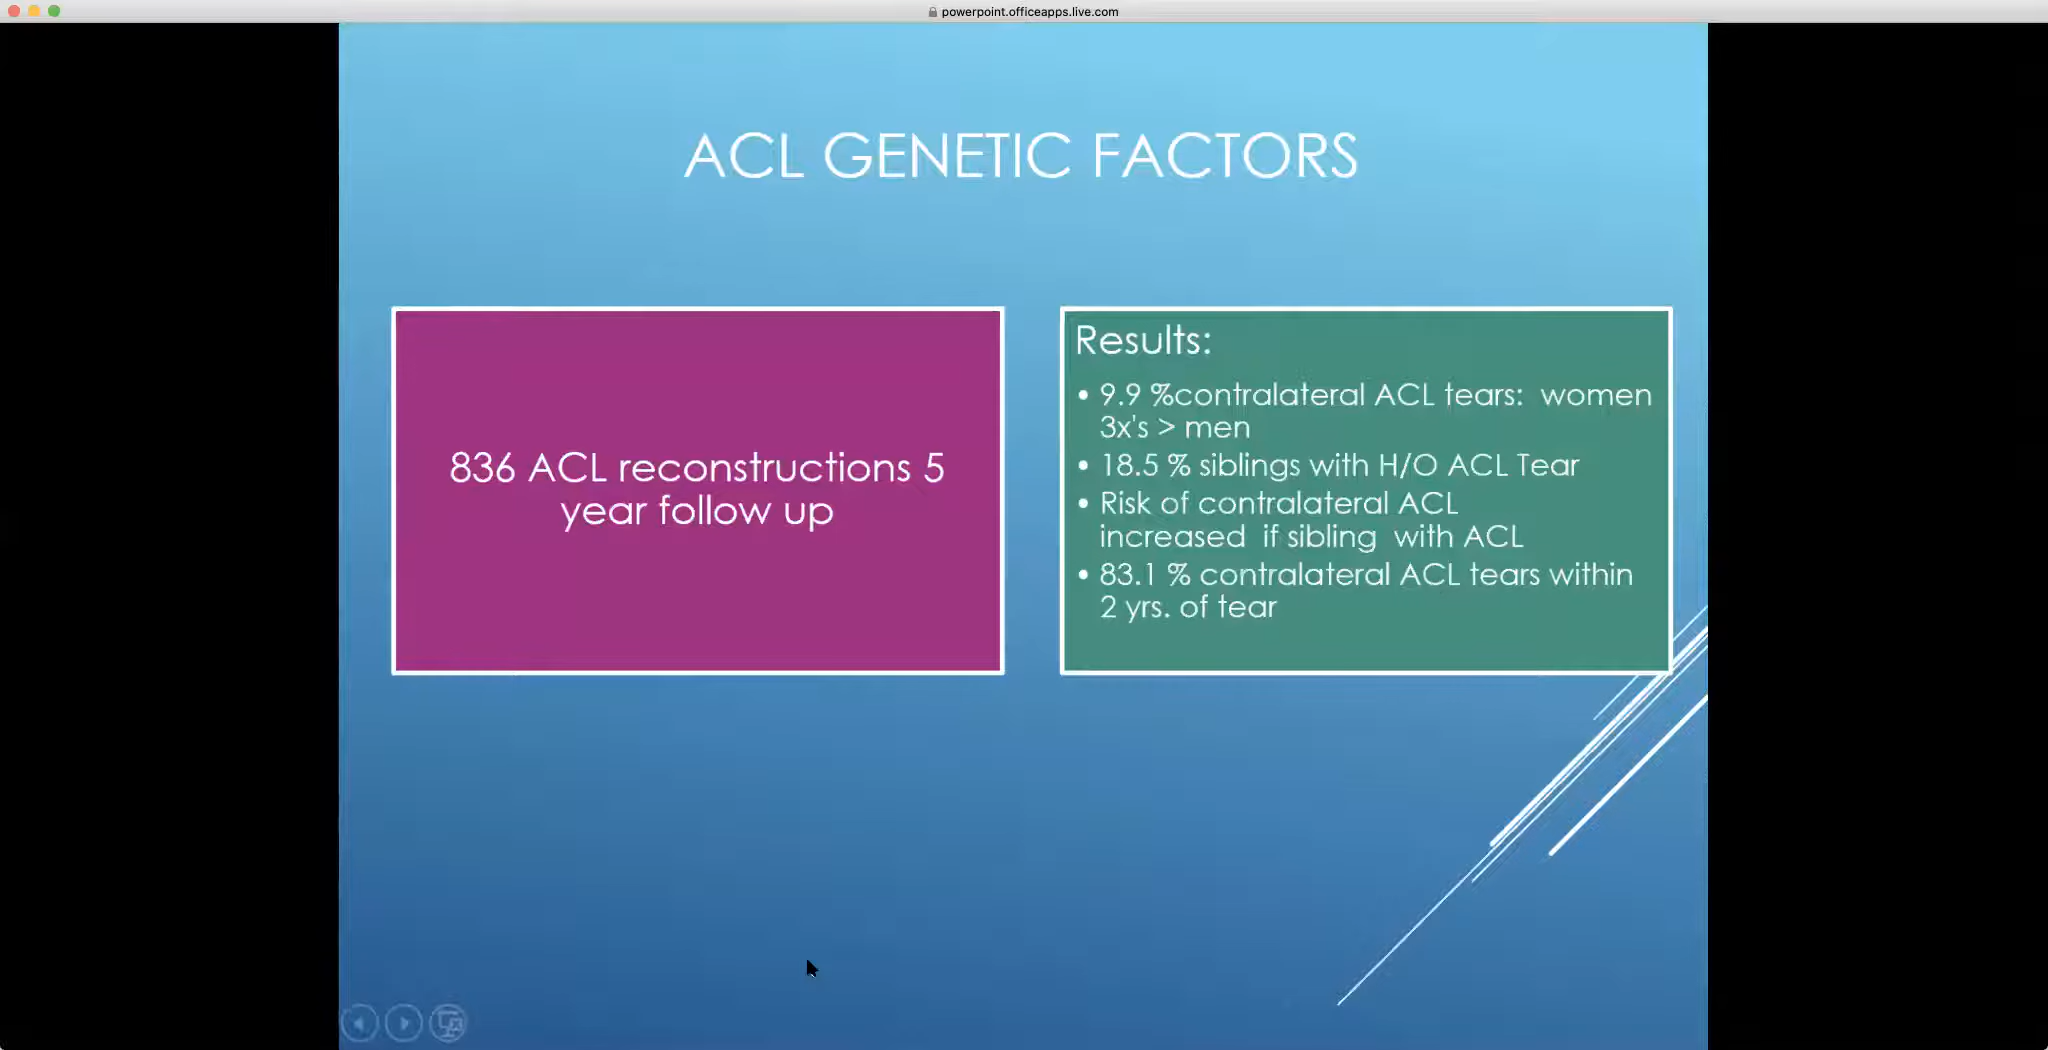 powerpoint.officeapps.live.com
ACL GENETIC FACTORS
836 ACL reconstructions 5
year follow up
Results:
• 9.9 %contralateral ACL tears:  women
3x's > men
• 18.5 % siblings with H/O ACL Tear
• Risk of contralateral ACL
increased  if sibling  with ACL
• 83.1 % contralateral ACL tears within
2 yrs. of tear